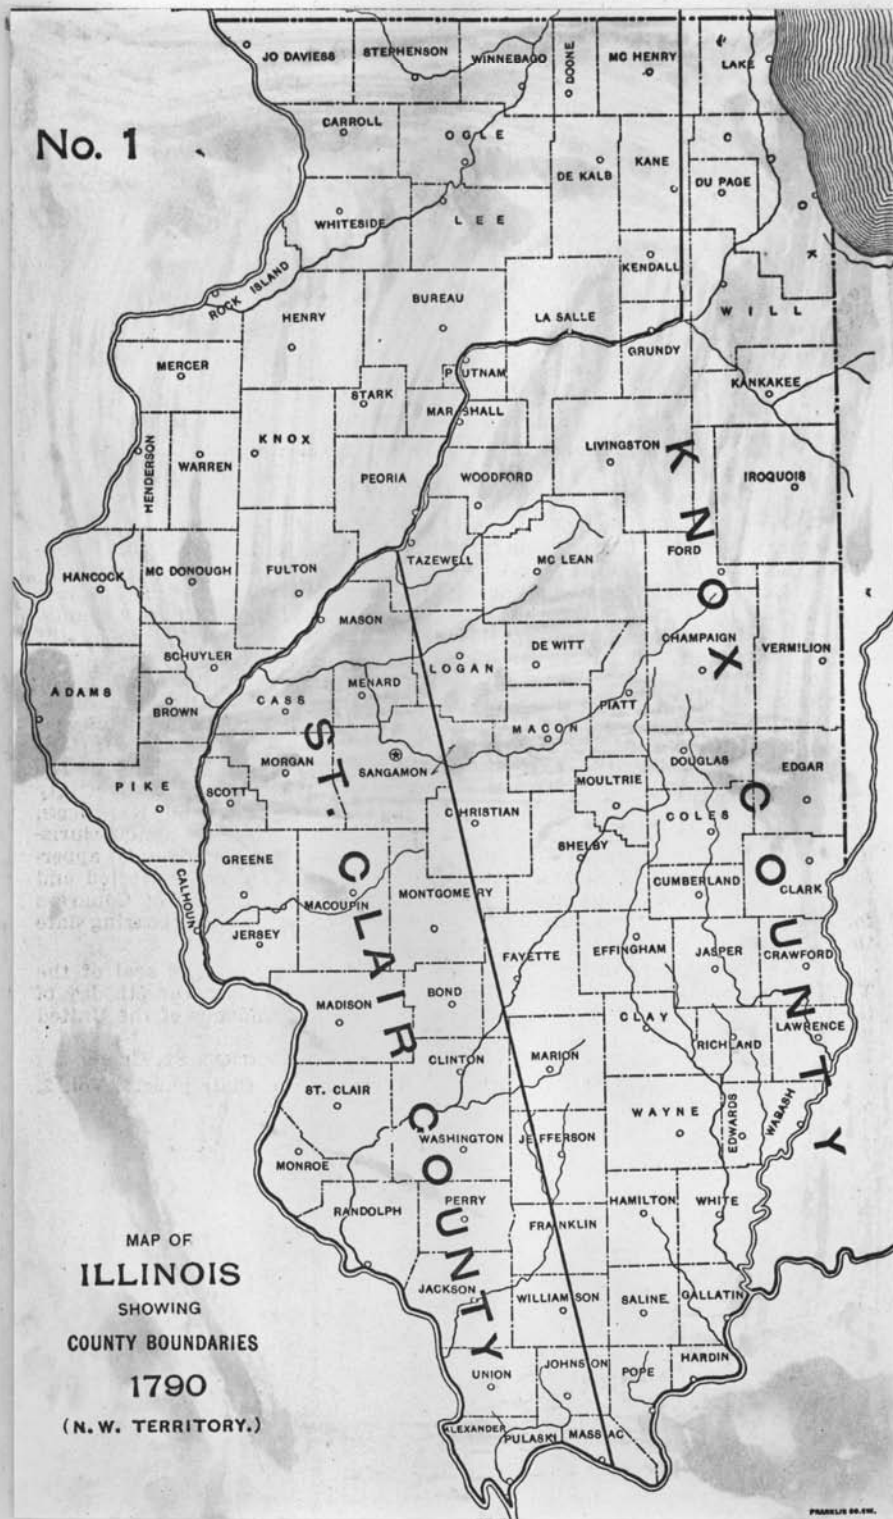 No. 1
JO DAVIESS
STEPHENSON
WINNEBAGO
MC HENRY
LAKE
CARROLL
OGLE
DE KALB
KANE
DU PAGE
COOK
WHITESIDE
LEE
KENDALL
ROCK ISLAND
HENRY
BUREAU
LA SALLE
WILL
GRUNDY
MERCER
PUTNAM
KANKAKEE
STARK
MARSHALL
HENDERSON
WARREN
KNOX
PEORIA
WOODFORD
LIVINGSTON
IROQUOIS
FORD
HANCOCK
MC DONOUGH
FULTON
TAZEWELL
MC LEAN
MASON
SCHUYLER
LOGAN
DE WITT
CHAMPAIGN
VERMILION
ADAMS
BROWN
CASS
MENARD
PIATT
MACON
SANGAMON
PIKE
SCOTT
MORGAN
DOUGLAS
EDGAR
MOULTRIE
CHRISTIAN
COLES
SHELBY
GREENE
CUMBERLAND
CLARK
CALHOUN
MACOUPIN
MONTGOMERY
JERSEY
FAYETTE
EFFINGHAM
JASPER
CRAWFORD
MADISON
BOND
CLAY
RICHLAND
LAWRENCE
CLINTON
MARION
ST. CLAIR
WAYNE
EDWARDS
WABASH
WASHINGTON
JEFFERSON
MONROE
RANDOLPH
PERRY
HAMILTON
WHITE
FRANKLIN
JACKSON
WILLIAMSON
SALINE
GALLATIN
UNION
JOHNSON
POPE
HARDIN
ALEXANDER
PULASKI
MASSAC
KNOX COUNTY
ST. CLAIR COUNTY
MAP OF
ILLINOIS
SHOWING
COUNTY BOUNDARIES
1790
(N. W. TERRITORY.)